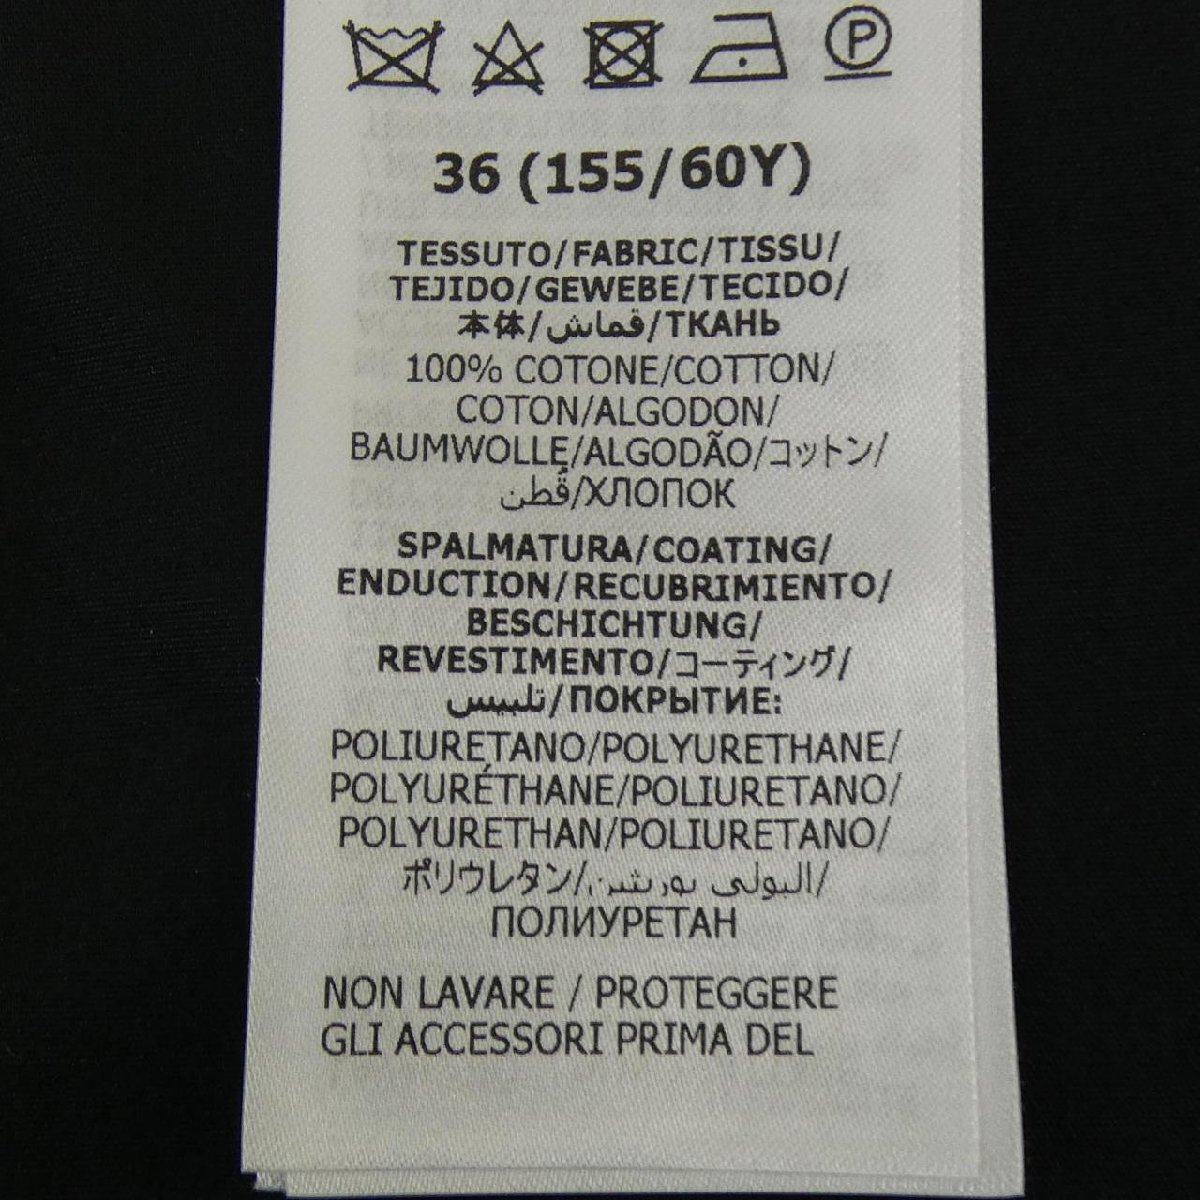 P
36 (155/60Y)
TESSUTO/FABRIC/TISSU/
TEJIDO/GEWEBE/TECIDO/
本体/قماش/ТКАНЬ
100% COTONE/COTTON/
COTON/ALGODON/
BAUMWOLLE/ALGODÃO/コットン/
قُطن/ХЛОПОК
SPALMATURA/COATING/
ENDUCTION/RECUBRIMIENTO/
BESCHICHTUNG/
REVESTIMENTO/コーティング/
تلبيس/ПОКРЫТИЕ:
POLIURETANO/POLYURETHANE/
POLYURÉTHANE/POLIURETANO/
POLYURETHAN/POLIURETANO/
ポリウレタン/البولي يوريثين/
ПОЛИУРЕТАН
NON LAVARE / PROTEGGERE
GLI ACCESSORI PRIMA DEL